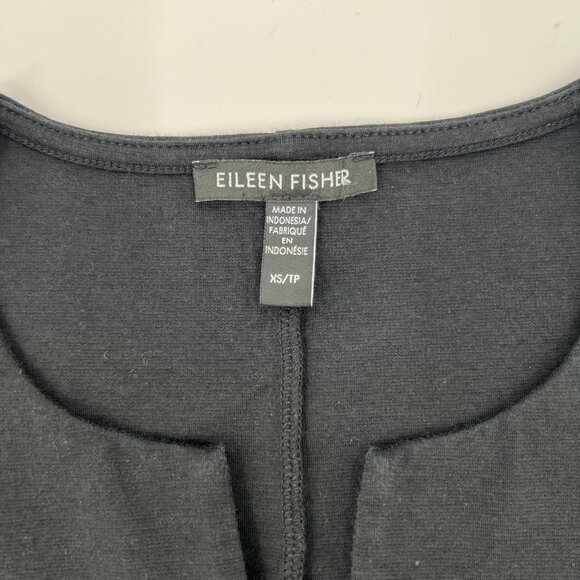 EILEEN FISHER
MADE IN
INDONESIA/
FABRIQUÉ
EN
INDONÉSIE
XS/TP